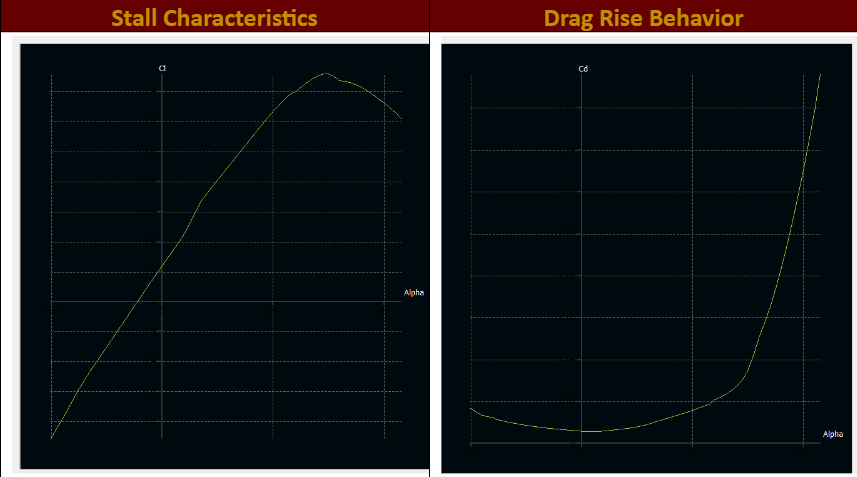 Stall Characteristics
Drag Rise Behavior
Cl
Alpha
Cd
Alpha